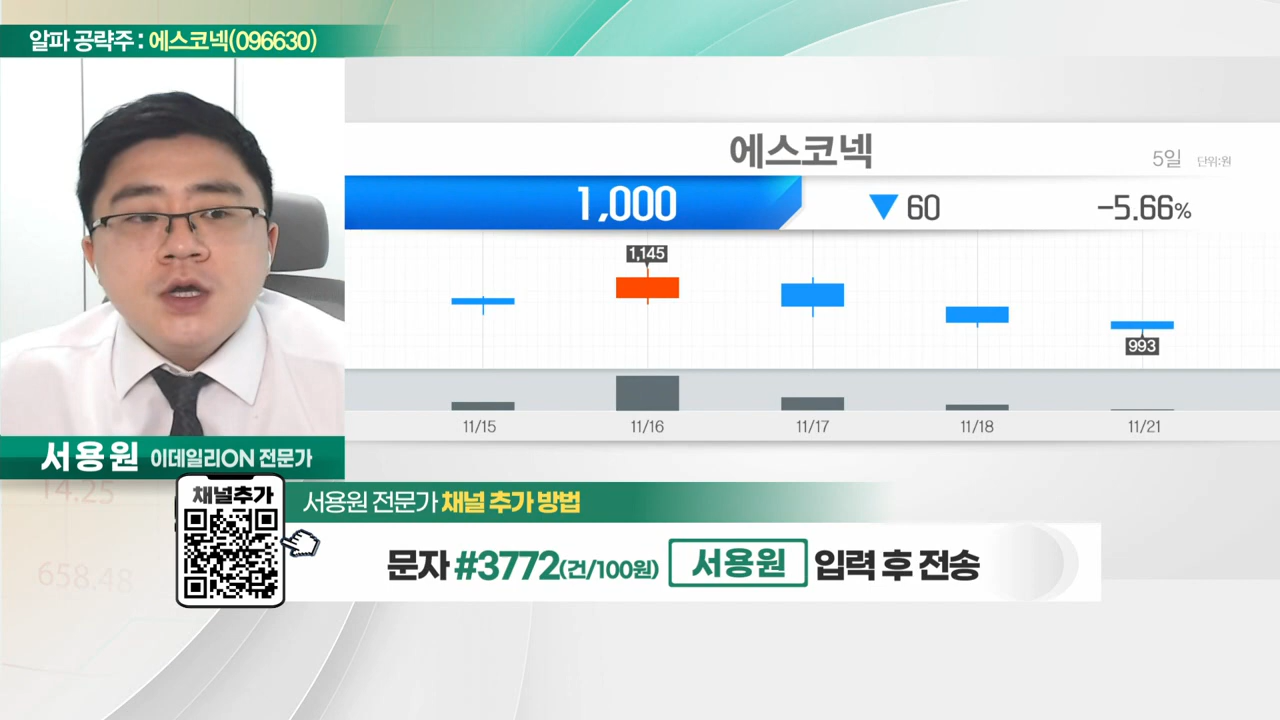 알파 공략주 : 에스코넥(096630)
에스코넥
5일 단위:원
1,000 ▼ 60 -5.66%
1,145
993
11/15 11/16 11/17 11/18 11/21
서용원 이데일리ON 전문가
14.25
658.48
채널추가
서용원 전문가 채널 추가 방법
문자 #3772(건/100원) 서용원 입력 후 전송